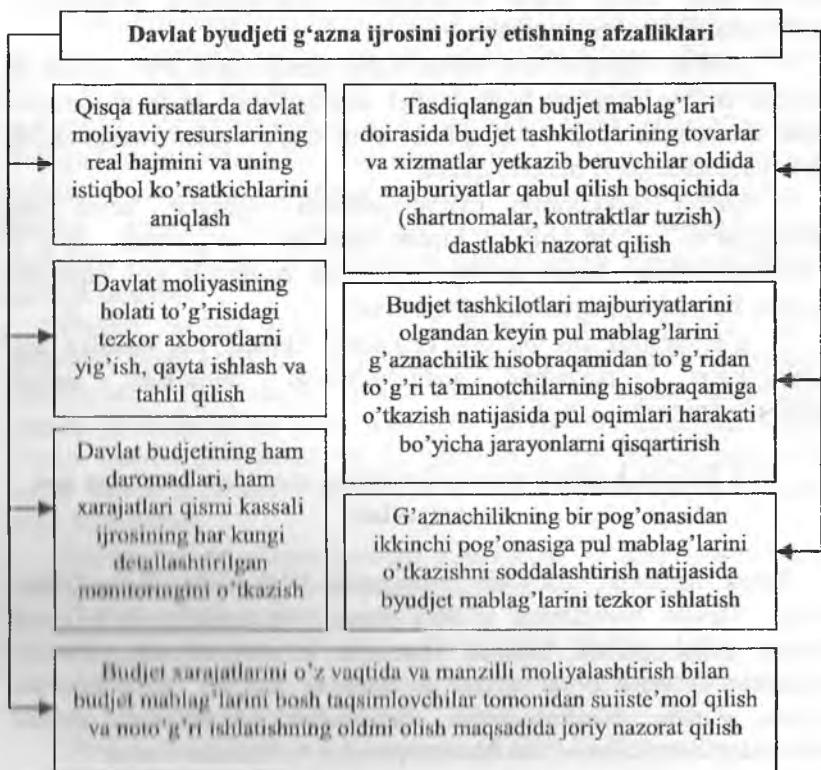 Davlat byudjeti g‘azna ijrosini joriy etishning afzalliklari
Qisqa fursatlarda davlat
moliyaviy resurslarining
real hajmini va uning
istiqbol ko’rsatkichlarini
aniqlash
Davlat moliyasining
holati to’g’risidagi
tezkor axborotlarni
yig’ish, qayta ishlash va
tahlil qilish
Davlat budjetining ham
daromadlari, ham
xarajatlari qismi kassali
ijrosining har kungi
detallashtirilgan
monitoringini o’tkazish
Tasdiqlangan budjet mablag’lari
doirasida budjet tashkilotlarining tovarlar
va xizmatlar yetkazib beruvchilar oldida
majburiyatlar qabul qilish bosqichida
(shartnomalar, kontraktlar tuzish)
dastlabki nazorat qilish
Budjet tashkilotlari majburiyatlarini
olgandan keyin pul mablag’larini
g’aznachilik hisobraqamidan to’g’ridan
to’g’ri ta’minotchilarning hisobraqamiga
o’tkazish natijasida pul oqimlari harakati
bo’yicha jarayonlarni qisqartirish
G’aznachilikning bir pog’onasidan
ikkinchi pog’onasiga pul mablag’larini
o’tkazishni soddalashtirish natijasida
byudjet mablag’larini tezkor ishlatish
Budjet xarajatlarini o’z vaqtida va manzilli moliyalashtirish bilan
budjet mablag’larini bosh taqsimlovchilar tomonidan suiiste’mol qilish
va noto’g’ri ishlatishning oldini olish maqsadida joriy nazorat qilish